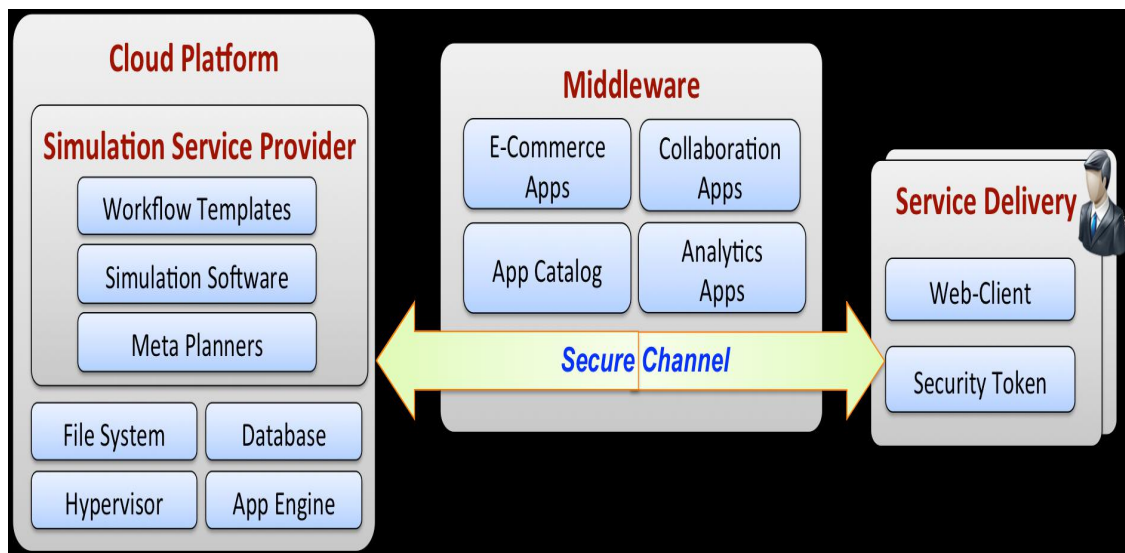 Cloud Platform
Simulation Service Provider
Workflow Templates
Simulation Software
Meta Planners
File System
Database
Hypervisor
App Engine
Middleware
E-Commerce
Apps
Collaboration
Apps
App Catalog
Analytics
Apps
Secure Channel
Service Delivery
Web-Client
Security Token